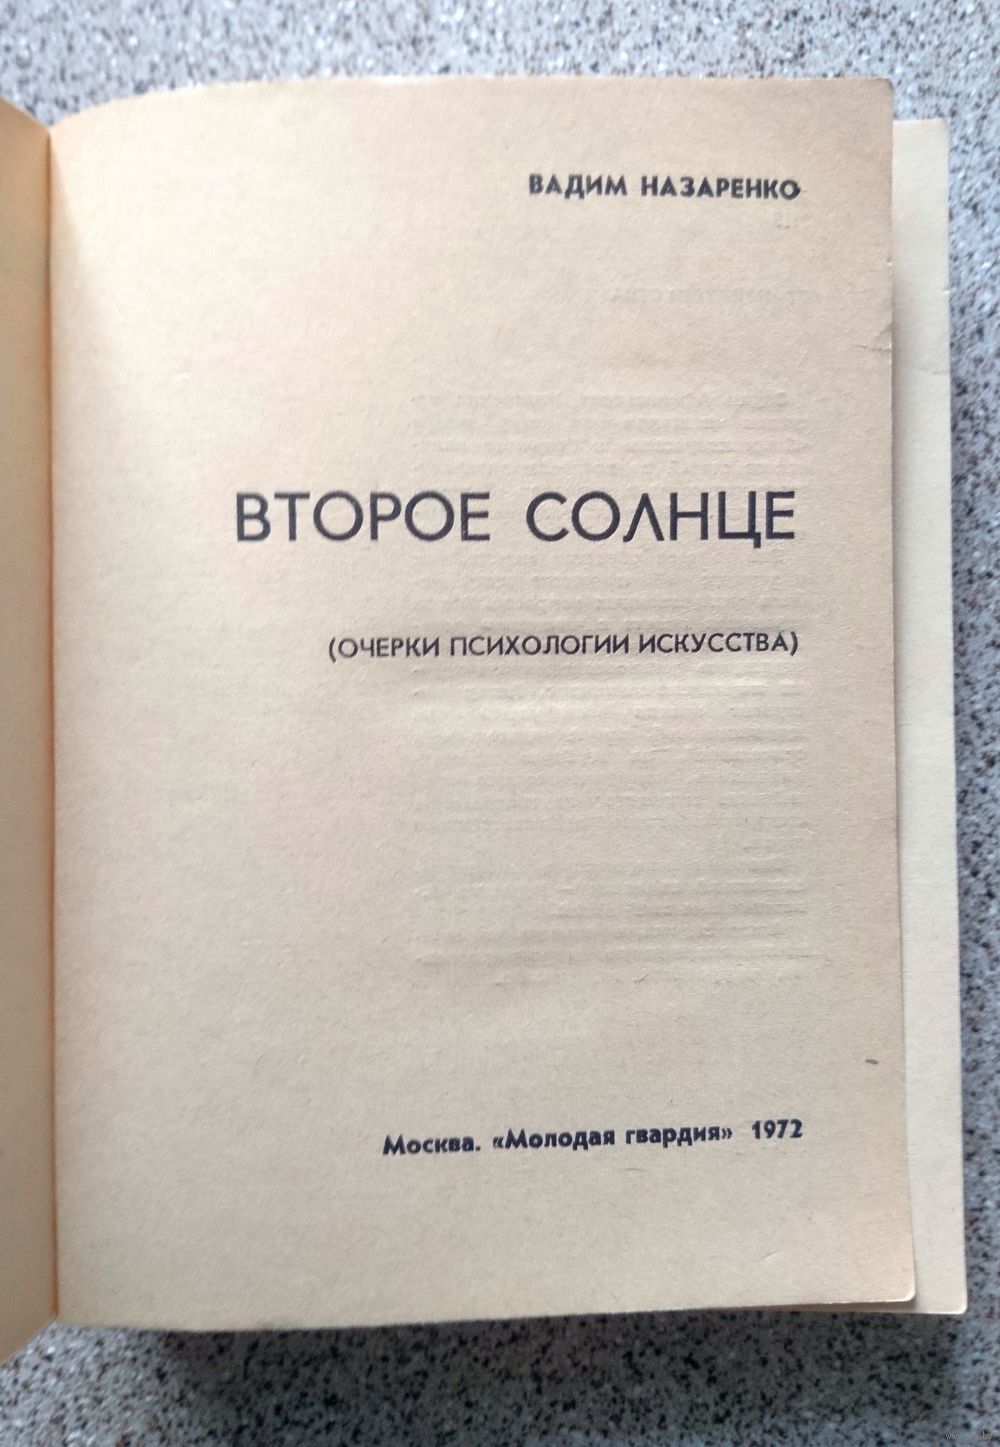 ВАДИМ НАЗАРЕНКО
ВТОРОЕ СОЛНЦЕ
(ОЧЕРКИ ПСИХОЛОГИИ ИСКУССТВА)
Москва. «Молодая гвардия» 1972